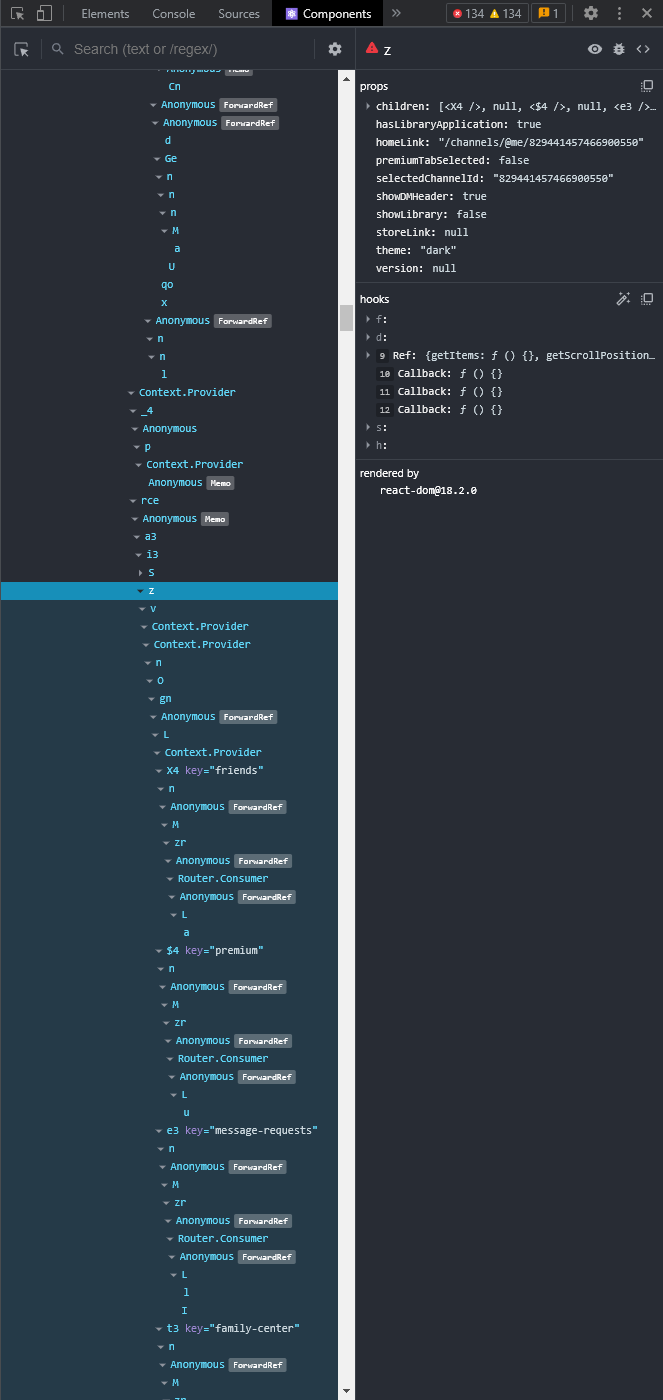 Elements Console Sources Components » 134 134 1
Search (text or /regex/)
z
Anonymous Memo
Cn
Anonymous ForwardRef
Anonymous ForwardRef
d
Ge
n
n
n
M
a
U
qo
x
Anonymous ForwardRef
n
n
l
Context.Provider
_4
Anonymous
p
Context.Provider
Anonymous Memo
rce
Anonymous Memo
a3
i3
S
z
v
Context.Provider
Context.Provider
n
O
gn
Anonymous ForwardRef
L
Context.Provider
X4 key="friends"
n
Anonymous ForwardRef
M
zr
Anonymous ForwardRef
Router.Consumer
Anonymous ForwardRef
L
a
$4 key="premium"
n
Anonymous ForwardRef
M
zr
Anonymous ForwardRef
Router.Consumer
Anonymous ForwardRef
L
u
e3 key="message-requests"
n
Anonymous ForwardRef
M
zr
Anonymous ForwardRef
Router.Consumer
Anonymous ForwardRef
L
l
I
t3 key="family-center"
n
Anonymous ForwardRef
M
zr
props
children: [<X4 />, null, <$4 />, null, <e3 />…
hasLibraryApplication: true
homeLink: "/channels/@me/829441457466900550"
premiumTabSelected: false
selectedChannelId: "829441457466900550"
showDMHeader: true
showLibrary: false
storeLink: null
theme: "dark"
version: null
hooks
f:
d:
9 Ref: {getItems: ƒ () {}, getScrollPosition…
10 Callback: ƒ () {}
11 Callback: ƒ () {}
12 Callback: ƒ () {}
s:
h:
rendered by
react-dom@18.2.0